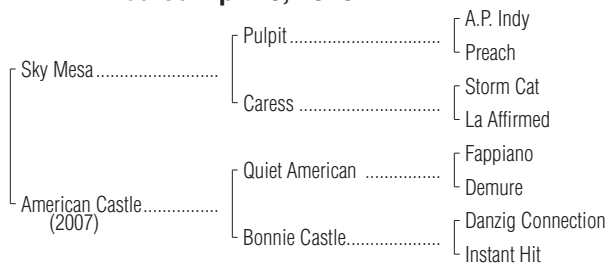 A.P. Indy
Pulpit
Preach
Sky Mesa
Storm Cat
Caress
La Affirmed
Fappiano
Quiet American
Demure
American Castle
(2007)
Danzig Connection
Bonnie Castle
Instant Hit